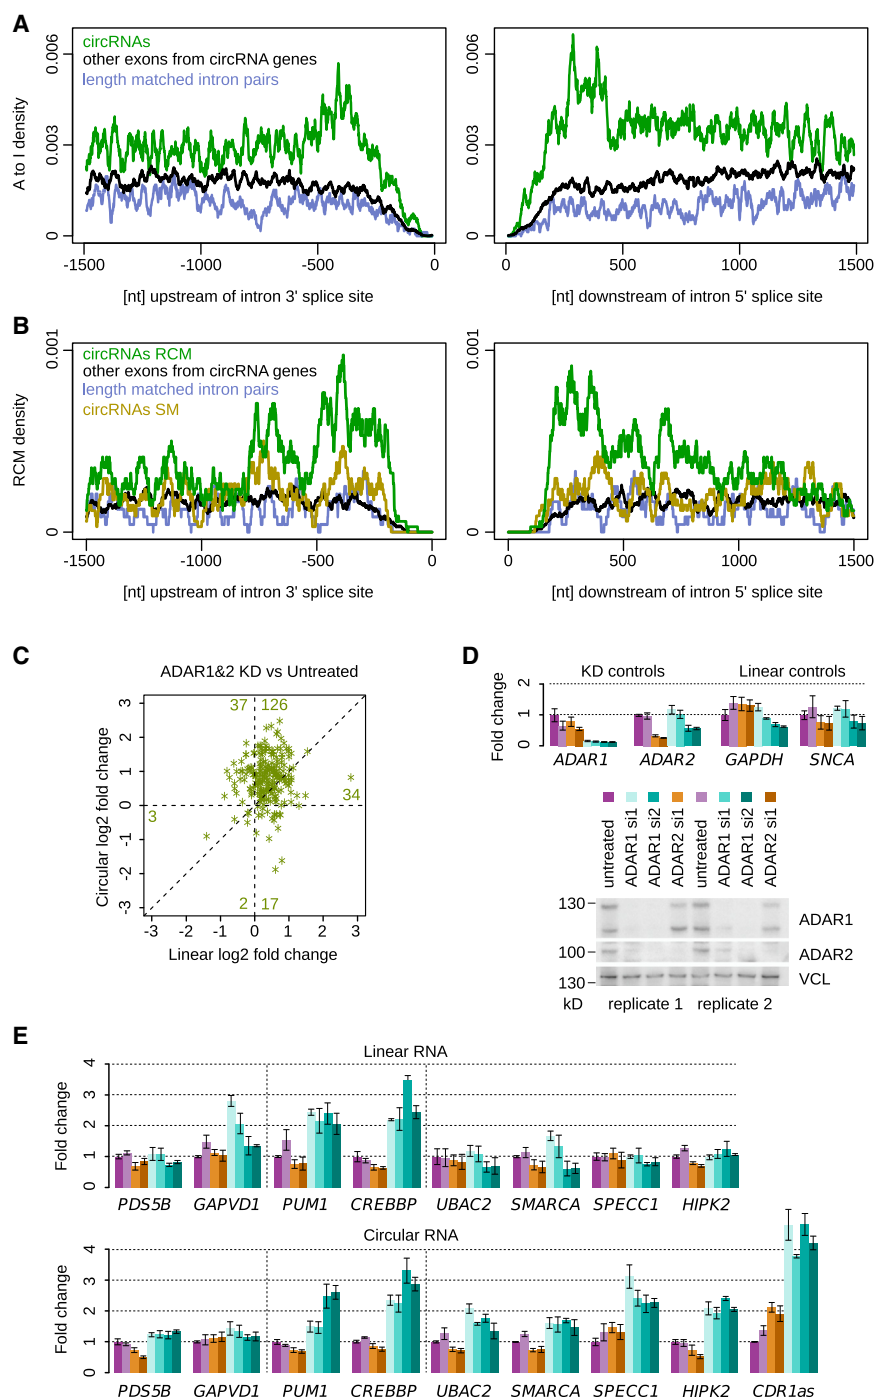 A
circRNAs
other exons from circRNA genes
length matched intron pairs
A to I density
0 0.003 0.006
-1500 -1000 -500 0
0 500 1000 1500
[nt] upstream of intron 3' splice site
[nt] downstream of intron 5' splice site
B
circRNAs RCM
other exons from circRNA genes
length matched intron pairs
circRNAs SM
RCM density
0 0.001
-1500 -1000 -500 0
0 500 1000 1500
[nt] upstream of intron 3' splice site
[nt] downstream of intron 5' splice site
C
ADAR1&2 KD vs Untreated
Circular log2 fold change
3
2
1
0
-1
-2
-3
37 126
34
3
2 17
-3 -2 -1 0 1 2 3
Linear log2 fold change
D
KD controls Linear controls
Fold change
2
1
0
ADAR1 ADAR2 GAPDH SNCA
untreated
ADAR1 si1
ADAR1 si2
ADAR2 si1
untreated
ADAR1 si1
ADAR1 si2
ADAR2 si1
130
ADAR1
100
ADAR2
130
VCL
kD replicate 1 replicate 2
E
Linear RNA
Fold change
4
3
2
1
0
PDS5B GAPVD1 PUM1 CREBBP UBAC2 SMARCA SPECC1 HIPK2
Circular RNA
Fold change
4
3
2
1
0
PDS5B GAPVD1 PUM1 CREBBP UBAC2 SMARCA SPECC1 HIPK2 CDR1as